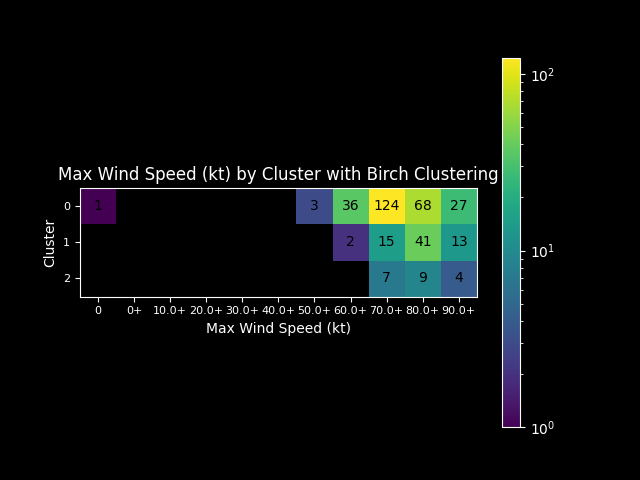 Max Wind Speed (kt) by Cluster with Birch Clustering
10²
0 1 3 36 124 68 27
Cluster
1 2 15 41 13
10¹
2 7 9 4
0 0+ 10.0+ 20.0+ 30.0+ 40.0+ 50.0+ 60.0+ 70.0+ 80.0+ 90.0+
Max Wind Speed (kt)
10⁰